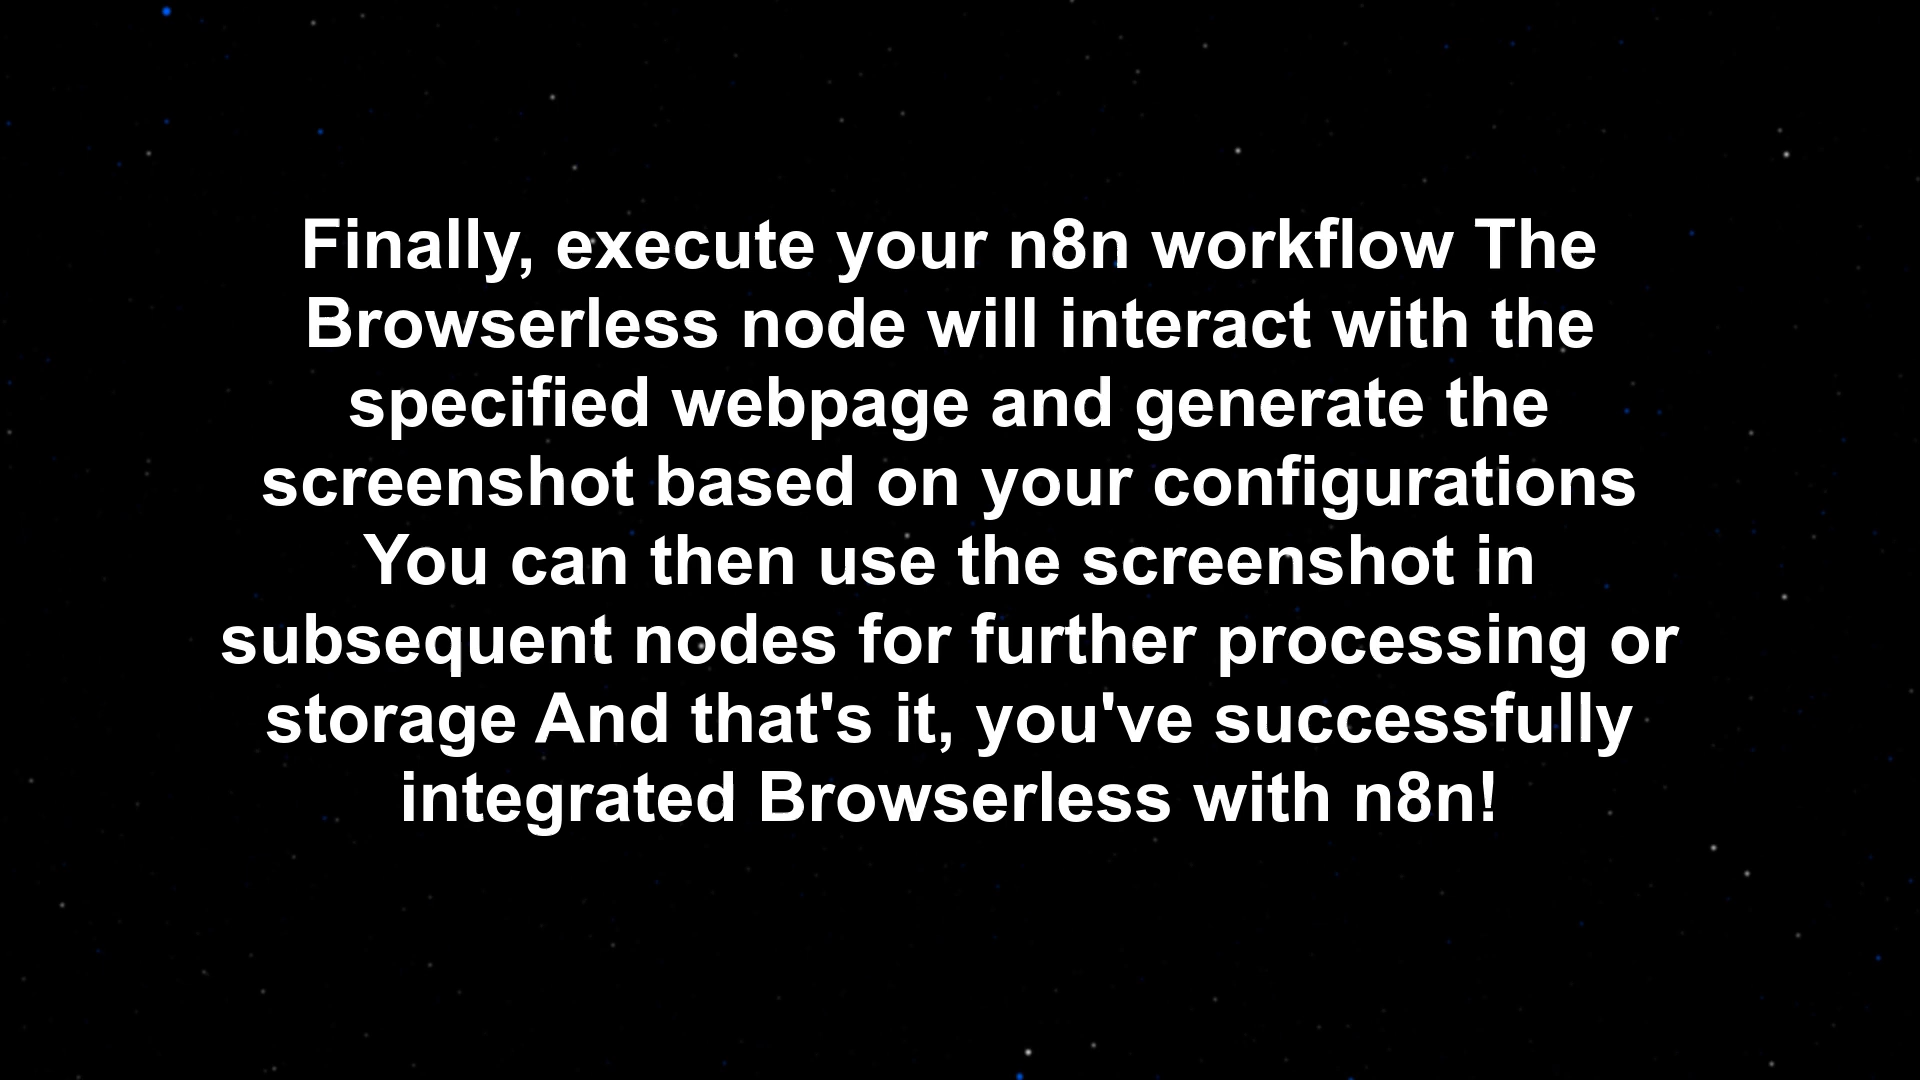 Finally, execute your n8n workflow The
Browserless node will interact with the
specified webpage and generate the
screenshot based on your configurations
You can then use the screenshot in
subsequent nodes for further processing or
storage And that's it, you've successfully
integrated Browserless with n8n!